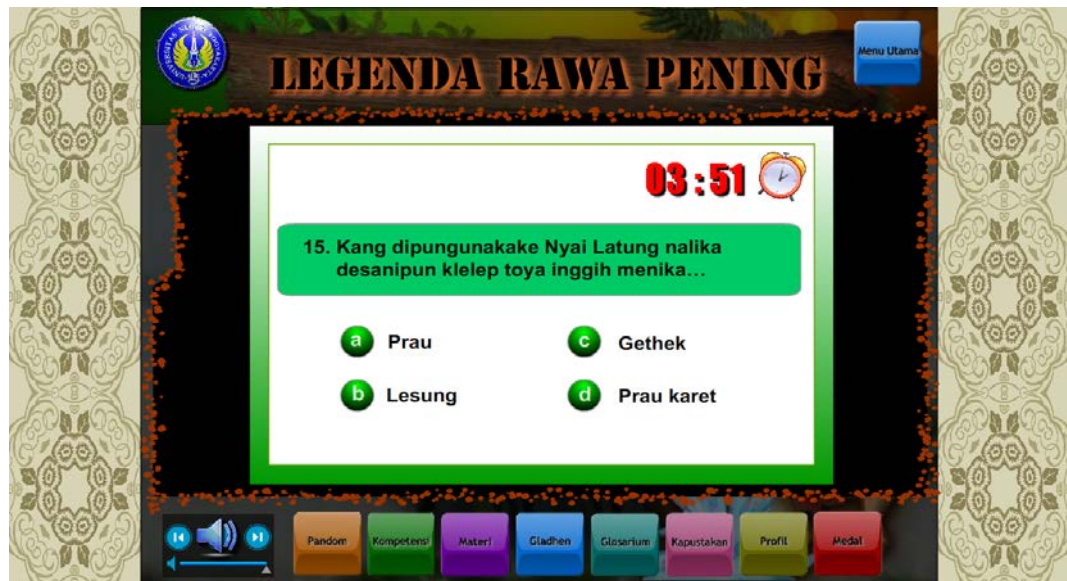 LEGENDA RAWA PENING
Menu Utama
03 : 51
15. Kang dipungunakake Nyai Latung nalika
desanipun klelep toya inggih menika...
a Prau
c Gethek
b Lesung
d Prau karet
Pandom
Kompetensi
Materi
Gladhen
Glosarium
Kapustakan
Profil
Medal